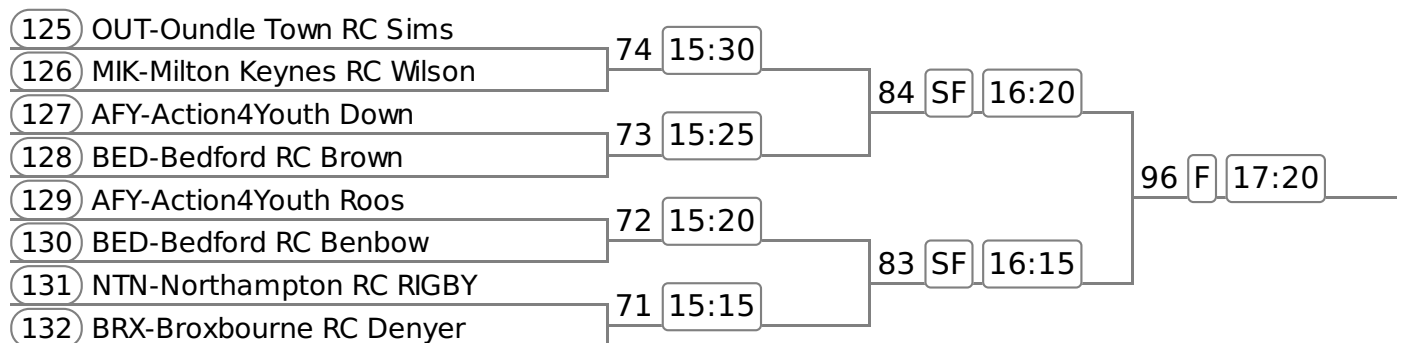 125 OUT-Oundle Town RC Sims
74 15:30
126 MIK-Milton Keynes RC Wilson
84 SF 16:20
127 AFY-Action4Youth Down
73 15:25
128 BED-Bedford RC Brown
96 F 17:20
129 AFY-Action4Youth Roos
72 15:20
130 BED-Bedford RC Benbow
83 SF 16:15
131 NTN-Northampton RC RIGBY
71 15:15
132 BRX-Broxbourne RC Denyer